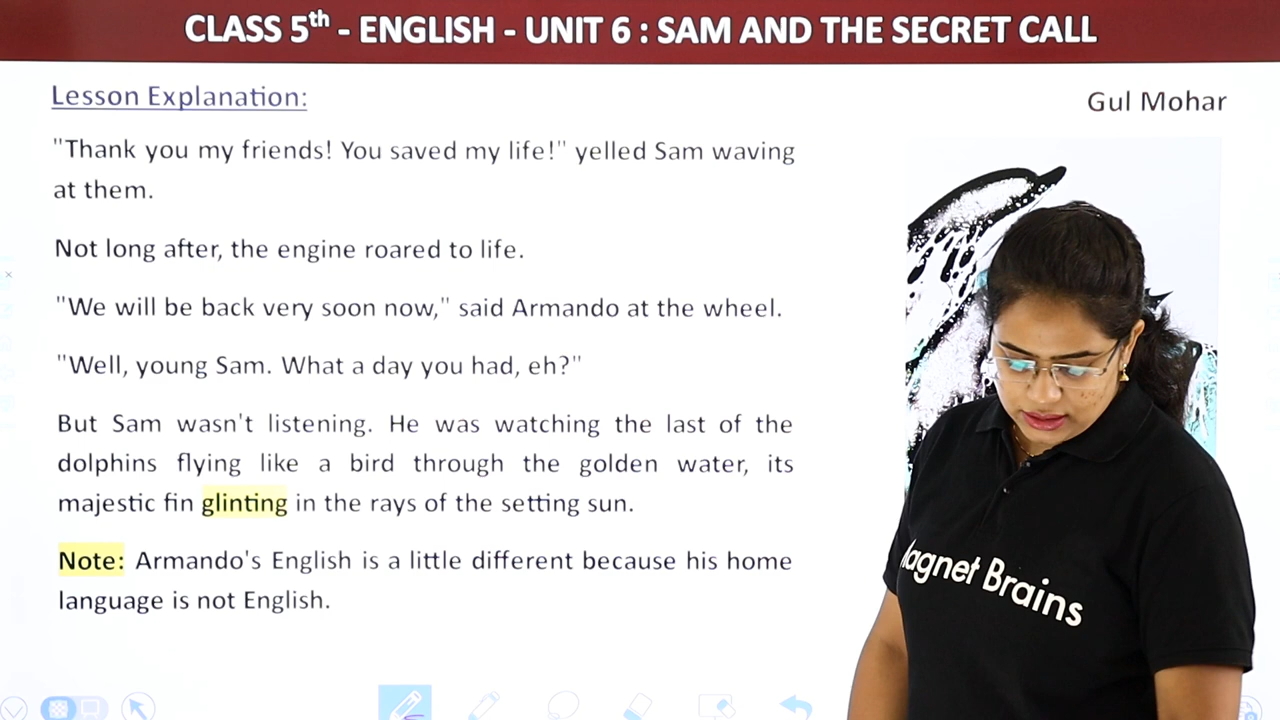 CLASS 5th - ENGLISH - UNIT 6 : SAM AND THE SECRET CALL
Lesson Explanation:
Gul Mohar
"Thank you my friends! You saved my life!" yelled Sam waving
at them.
Not long after, the engine roared to life.
"We will be back very soon now," said Armando at the wheel.
"Well, young Sam. What a day you had, eh?"
But Sam wasn't listening. He was watching the last of the
dolphins flying like a bird through the golden water, its
majestic fin glinting in the rays of the setting sun.
Note: Armando's English is a little different because his home
language is not English.
Magnet Brains